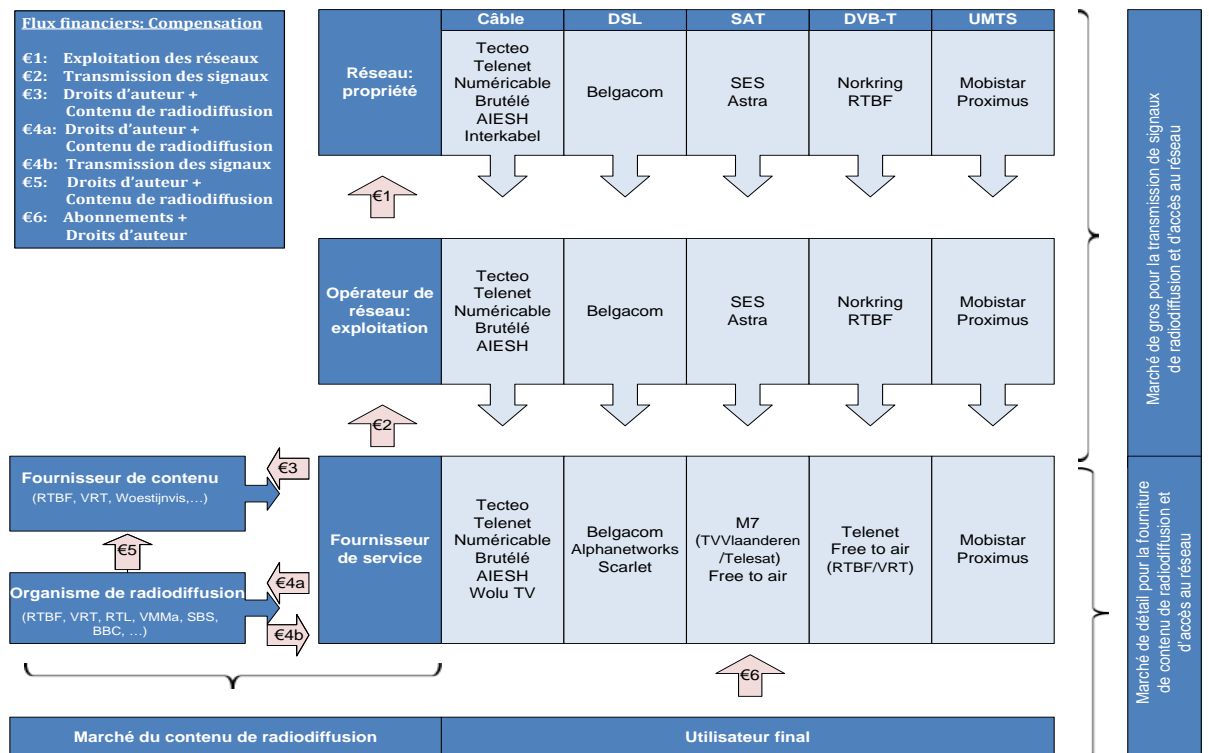 Flux financiers: Compensation
€1: Exploitation des réseaux
€2: Transmission des signaux
€3: Droits d'auteur +
Contenu de radiodiffusion
€4a: Droits d'auteur +
Contenu de radiodiffusion
€4b: Transmission des signaux
€5: Droits d'auteur +
Contenu de radiodiffusion
€6: Abonnements +
Droits d'auteur
Câble
DSL
SAT
DVB-T
UMTS
Réseau:
propriété
Tecteo
Telenet
Numéricable
Brutélé
AIESH
Interkabel
Belgacom
SES
Astra
Norkring
RTBF
Mobistar
Proximus
€1
Opérateur de
réseau:
exploitation
Tecteo
Telenet
Numéricable
Brutélé
AIESH
Belgacom
SES
Astra
Norkring
RTBF
Mobistar
Proximus
€2
Fournisseur de contenu
(RTBF, VRT, Woestijnvis,…)
€3
€5
Organisme de radiodiffusion
(RTBF, VRT, RTL, VMMa, SBS,
BBC, …)
€4a
€4b
Fournisseur
de service
Tecteo
Telenet
Numéricable
Brutélé
AIESH
Wolu TV
Belgacom
Alphanetworks
Scarlet
M7
(TVVlaanderen
/Telesat)
Free to air
Telenet
Free to air
(RTBF/VRT)
Mobistar
Proximus
€6
Marché du contenu de radiodiffusion
Utilisateur final
Marché de gros pour la transmission de signaux
de radiodiffusion et d'accès au réseau
Marché de détail pour la fourniture
de contenu de radiodiffusion et
d'accès au réseau